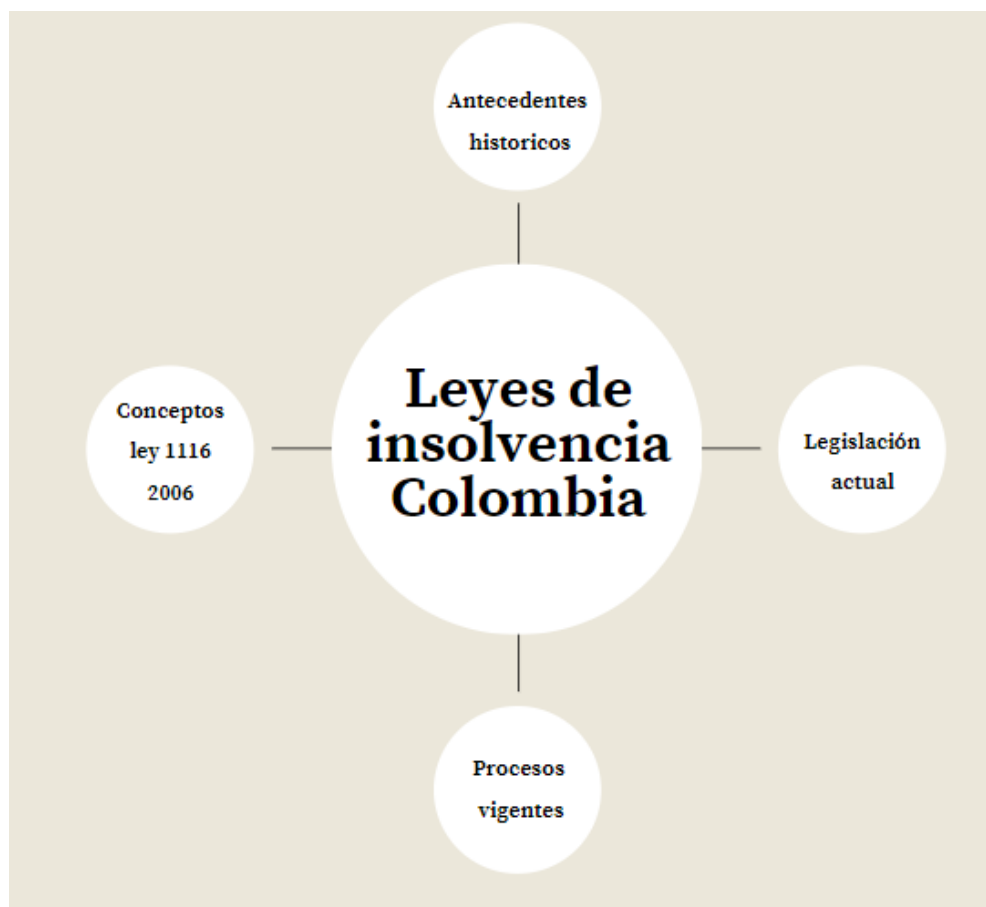 Antecedentes
historicos
Conceptos
ley 1116
2006
Leyes de
insolvencia
Colombia
Legislación
actual
Procesos
vigentes